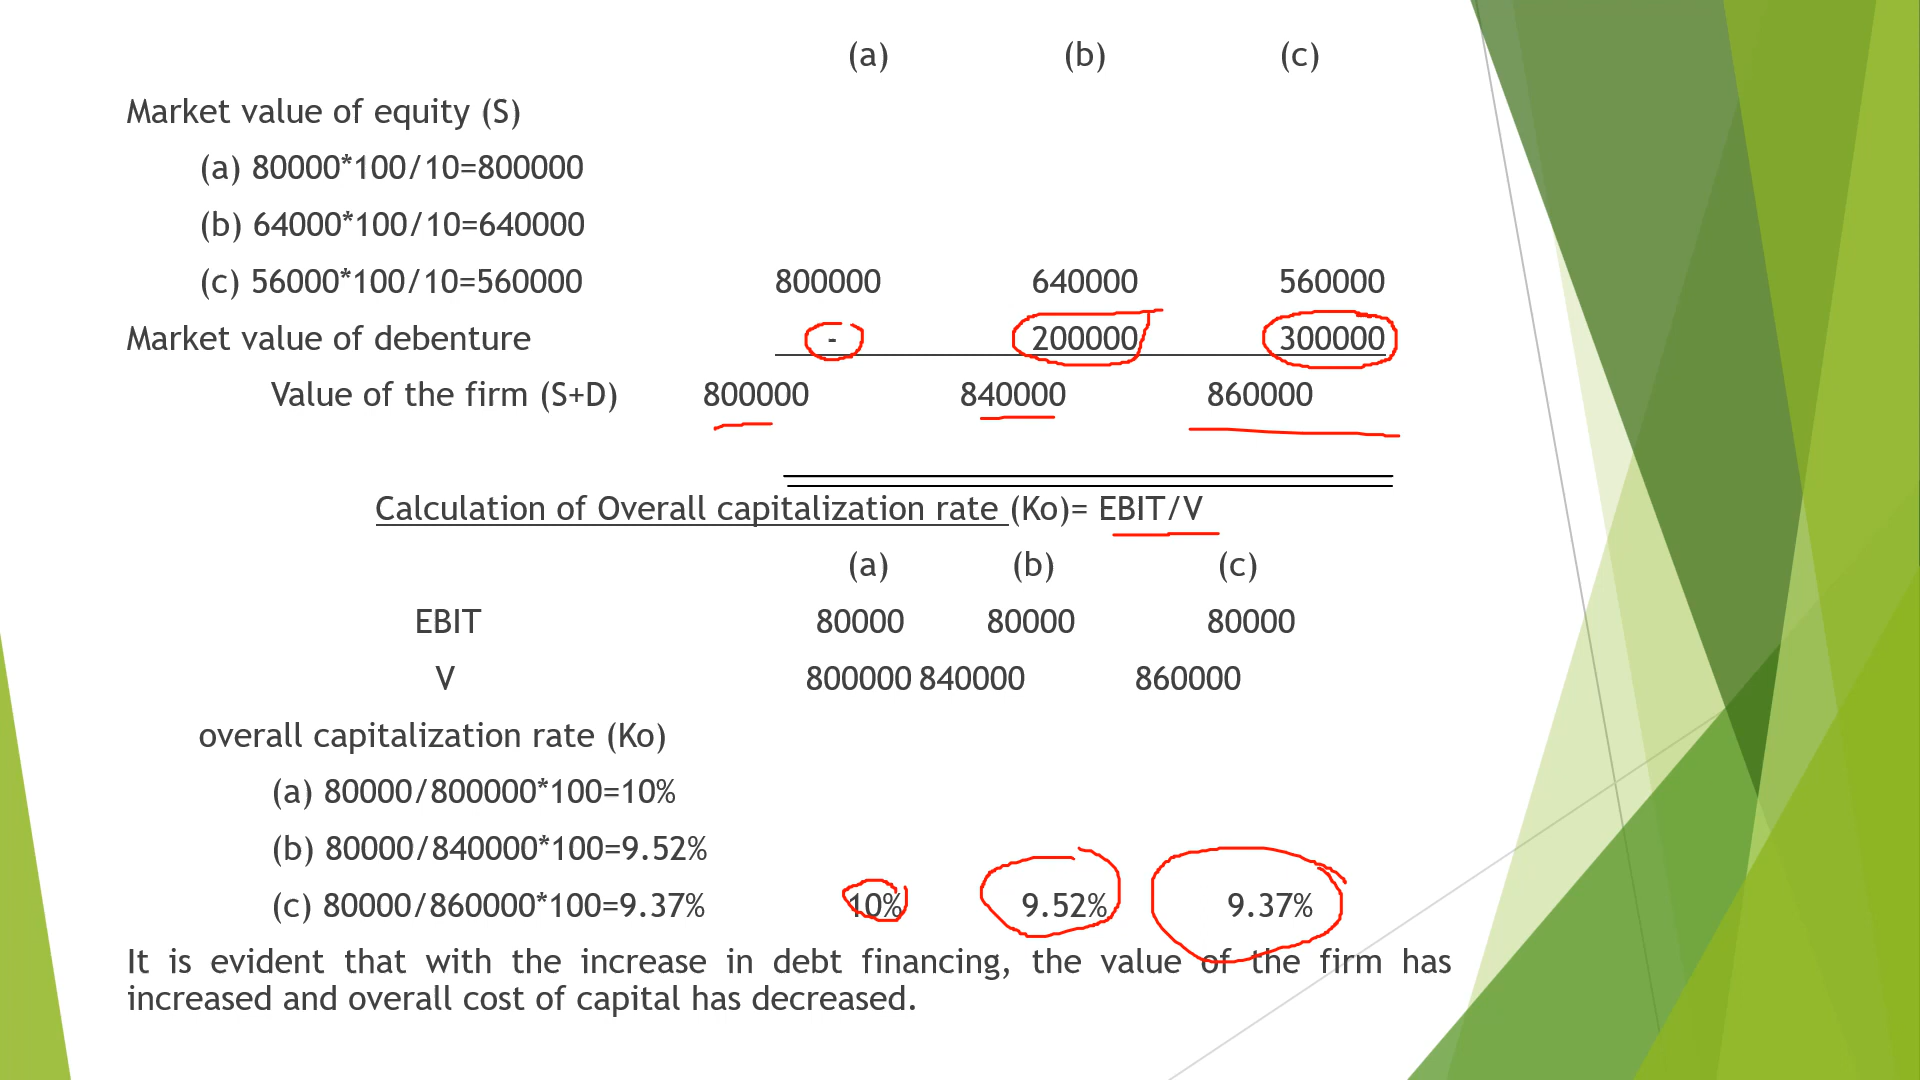 (a) (b) (c)
Market value of equity (S)
(a) 80000*100/10=800000
(b) 64000*100/10=640000
(c) 56000*100/10=560000 800000 640000 560000
Market value of debenture - 200000 300000
Value of the firm (S+D) 800000 840000 860000
Calculation of Overall capitalization rate (Ko)= EBIT/V
(a) (b) (c)
EBIT 80000 80000 80000
V 800000 840000 860000
overall capitalization rate (Ko)
(a) 80000/800000*100=10%
(b) 80000/840000*100=9.52%
(c) 80000/860000*100=9.37% 10% 9.52% 9.37%
It is evident that with the increase in debt financing, the value of the firm has
increased and overall cost of capital has decreased.